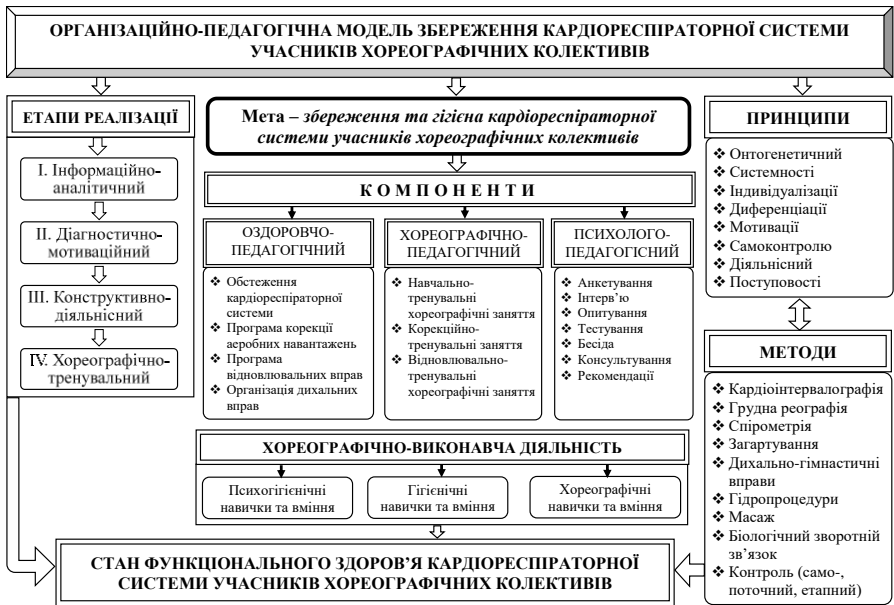 ОРГАНІЗАЦІЙНО-ПЕДАГОГІЧНА МОДЕЛЬ ЗБЕРЕЖЕННЯ КАРДІОРЕСПІРАТОРНОЇ СИСТЕМИ
УЧАСНИКІВ ХОРЕОГРАФІЧНИХ КОЛЕКТИВІВ
ЕТАПИ РЕАЛІЗАЦІЇ
І. Інформаційно-
аналітичний
ІІ. Діагностично-
мотиваційний
ІІІ. Конструктивно-
діяльнісний
IV. Хореографічно-
тренувальний
Мета – збереження та гігієна кардіореспіраторної
системи учасників хореографічних колективів
К О М П О Н Е Н Т И
ОЗДОРОВЧО-
ПЕДАГОГІЧНИЙ
❖ Обстеження
кардіореспіраторної
системи
❖ Програма корекції
аеробних навантажень
❖ Програма
відновлювальних вправ
❖ Організація дихальних
вправ
ХОРЕОГРАФІЧНО-
ПЕДАГОГІЧНИЙ
❖ Навчально-
тренувальні
хореографічні заняття
❖ Корекційно-
тренувальні заняття
❖ Відновлювально-
тренувальні
хореографічні заняття
ПСИХОЛОГО-
ПЕДАГОГІСНИЙ
❖ Анкетування
❖ Інтерв’ю
❖ Опитування
❖ Тестування
❖ Бесіда
❖ Консультування
❖ Рекомендації
ХОРЕОГРАФІЧНО-ВИКОНАВЧА ДІЯЛЬНІСТЬ
Психогігієнічні
навички та вміння
Гігієнічні
навички та вміння
Хореографічні
навички та вміння
ПРИНЦИПИ
❖ Онтогенетичний
❖ Системності
❖ Індивідуалізації
❖ Диференціації
❖ Мотивації
❖ Самоконтролю
❖ Діяльнісний
❖ Поступовості
МЕТОДИ
❖ Кардіоінтервалографія
❖ Грудна реографія
❖ Спірометрія
❖ Загартування
❖ Дихально-гімнастичні
вправи
❖ Гідропроцедури
❖ Масаж
❖ Біологічний зворотній
зв’язок
❖ Контроль (само-,
поточний, етапний)
СТАН ФУНКЦІОНАЛЬНОГО ЗДОРОВ’Я КАРДІОРЕСПІРАТОРНОЇ
СИСТЕМИ УЧАСНИКІВ ХОРЕОГРАФІЧНИХ КОЛЕКТИВІВ